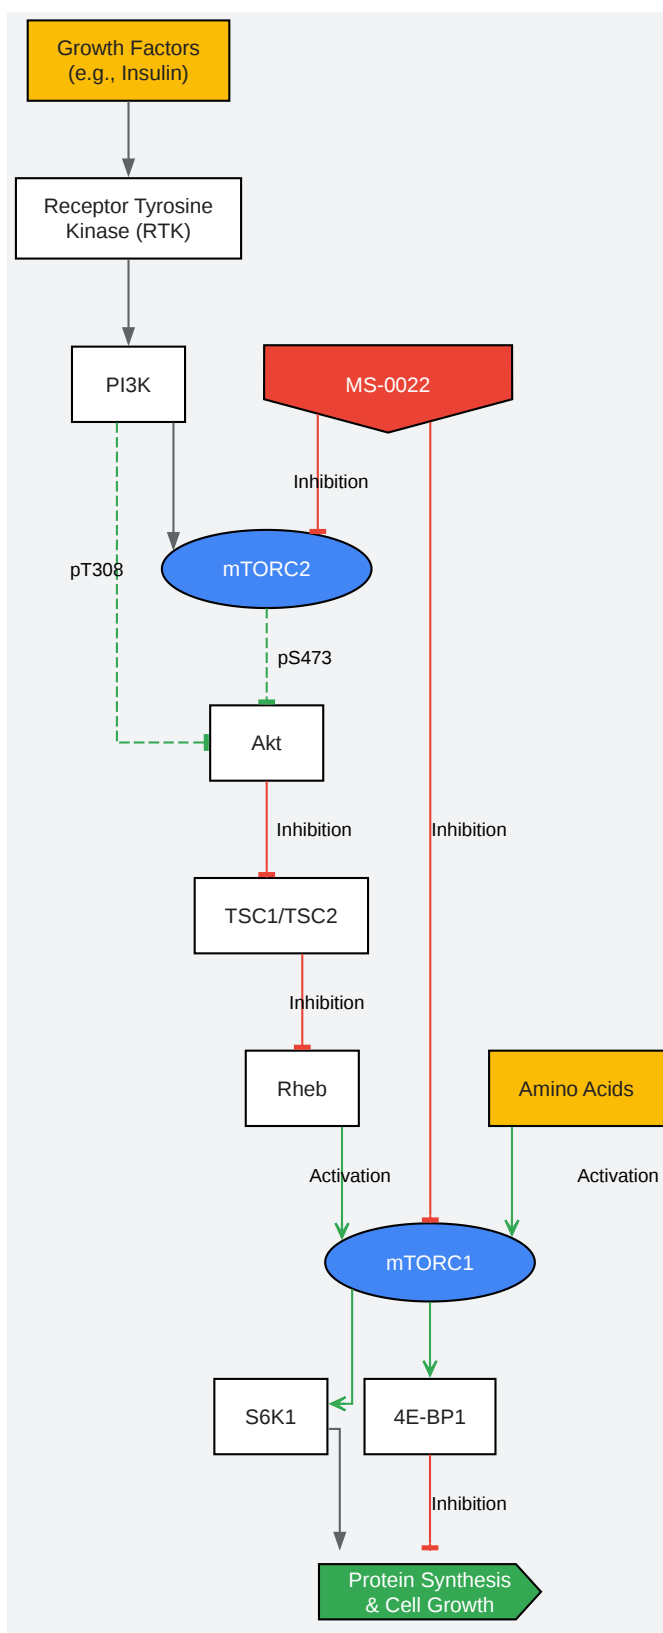 Growth Factors
(e.g., Insulin)
Receptor Tyrosine
Kinase (RTK)
PI3K
MS-0022
Inhibition
pT308
mTORC2
pS473
Akt
Inhibition
Inhibition
TSC1/TSC2
Inhibition
Rheb
Amino Acids
Activation
Activation
mTORC1
S6K1
4E-BP1
Inhibition
Protein Synthesis
& Cell Growth